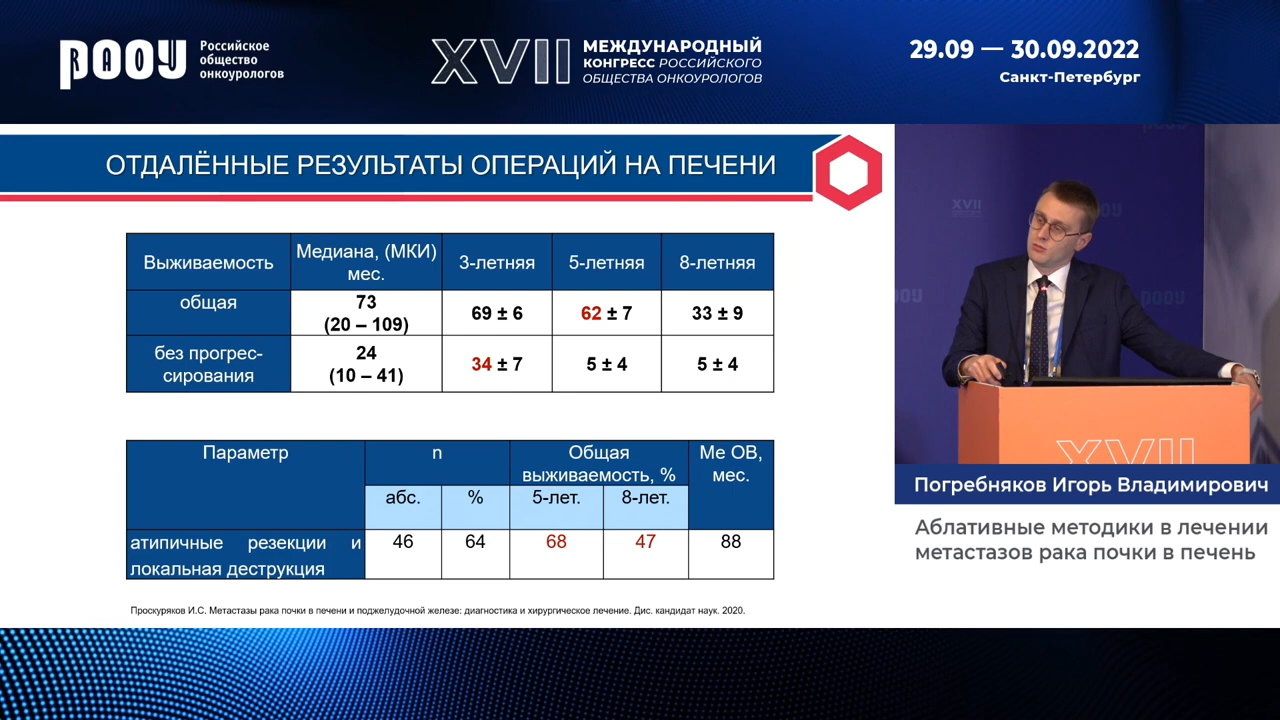 РООУ
RAOU
Российское
общество
онкоурологов
XVII
МЕЖДУНАРОДНЫЙ
КОНГРЕСС РОССИЙСКОГО
ОБЩЕСТВА ОНКОУРОЛОГОВ
29.09 — 30.09.2022
Санкт-Петербург
ОТДАЛЁННЫЕ РЕЗУЛЬТАТЫ ОПЕРАЦИЙ НА ПЕЧЕНИ
Выживаемость
Медиана, (МКИ)
мес.
3-летняя
5-летняя
8-летняя
общая
73
(20 – 109)
69 ± 6
62 ± 7
33 ± 9
без прогрес-
сирования
24
(10 – 41)
34 ± 7
5 ± 4
5 ± 4
Параметр
n
Общая
выживаемость, %
Ме ОВ,
мес.
абс.
%
5-лет.
8-лет.
атипичные резекции и
локальная деструкция
46
64
68
47
88
Проскуряков И.С. Метастазы рака почки в печени и поджелудочной железе: диагностика и хирургическое лечение. Дис. кандидат наук. 2020.
XVII
РООУ
XVII
Погребняков Игорь Владимирович
Аблативные методики в лечении
метастазов рака почки в печень